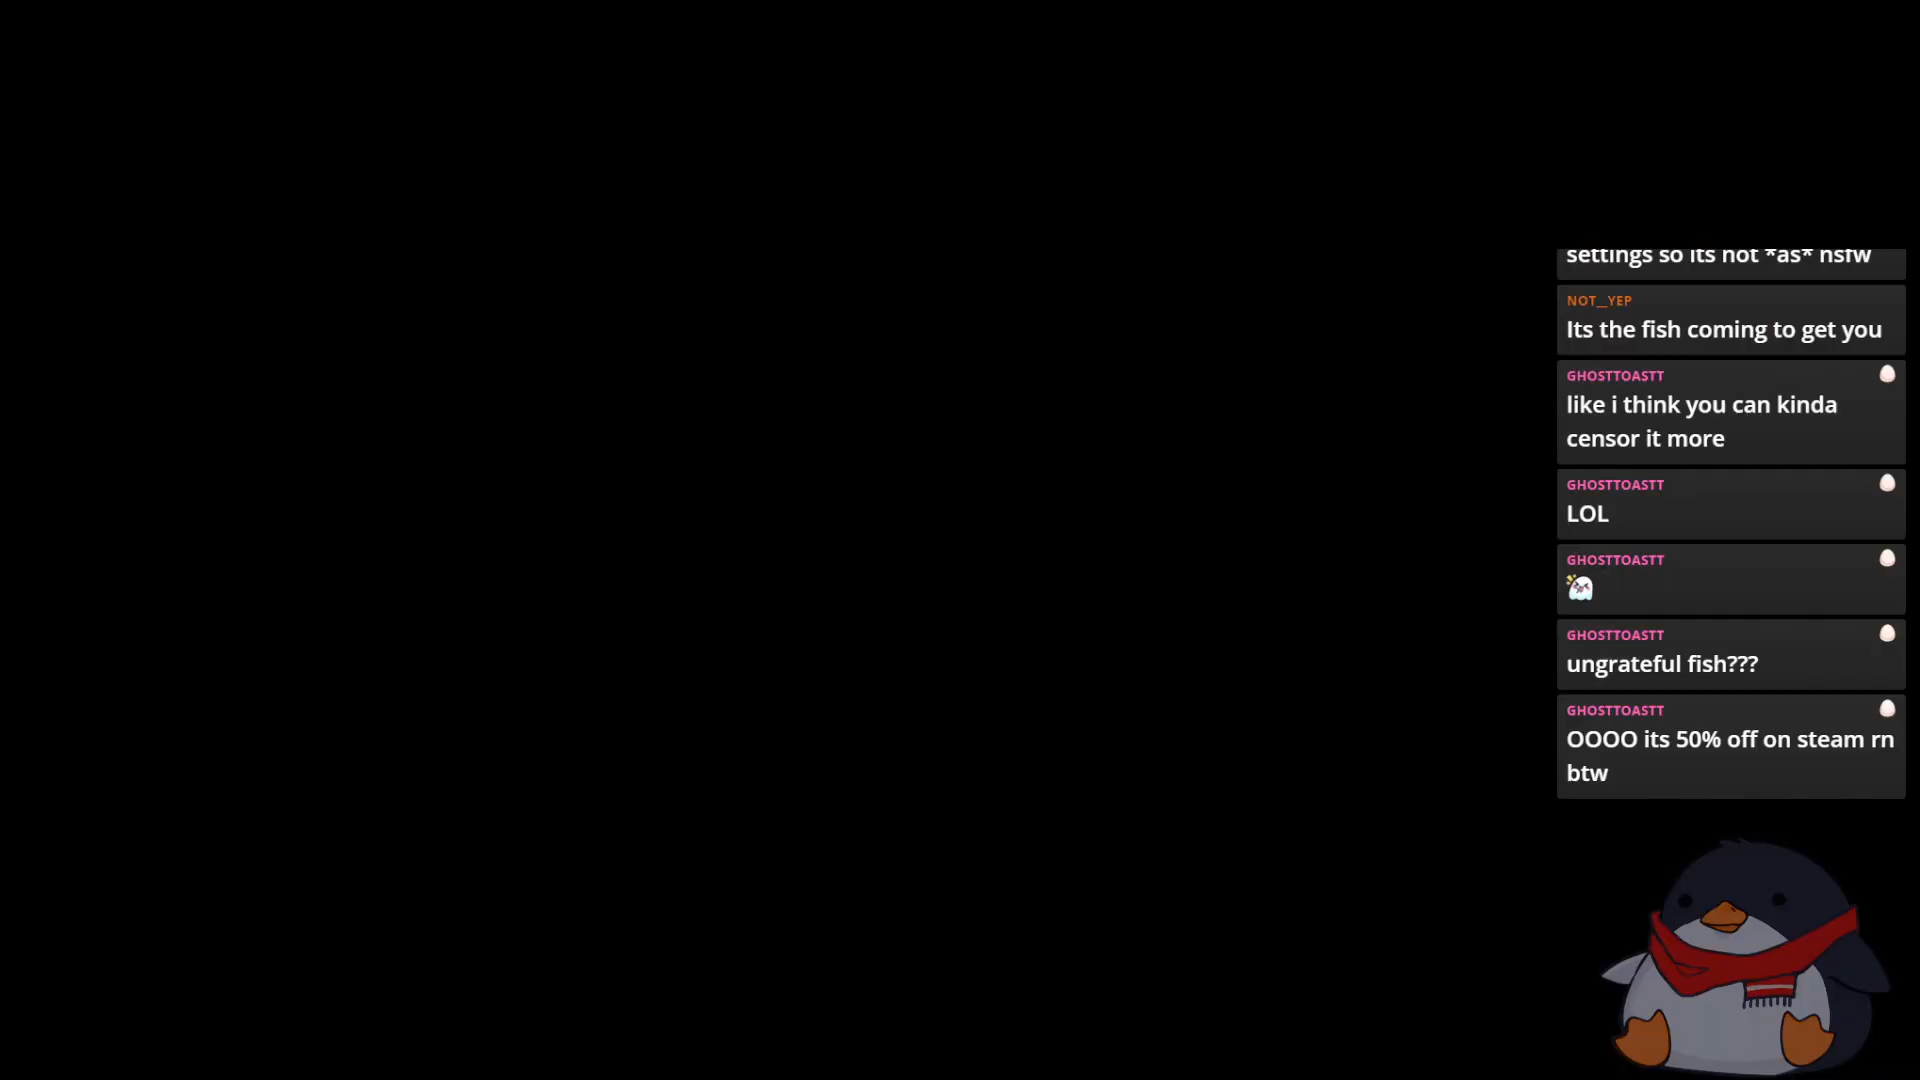 settings so its not *as* nsfw
NOT__YEP
Its the fish coming to get you
GHOSTTOASTT
like i think you can kinda
censor it more
GHOSTTOASTT
LOL
GHOSTTOASTT
GHOSTTOASTT
ungrateful fish???
GHOSTTOASTT
OOOO its 50% off on steam rn
btw